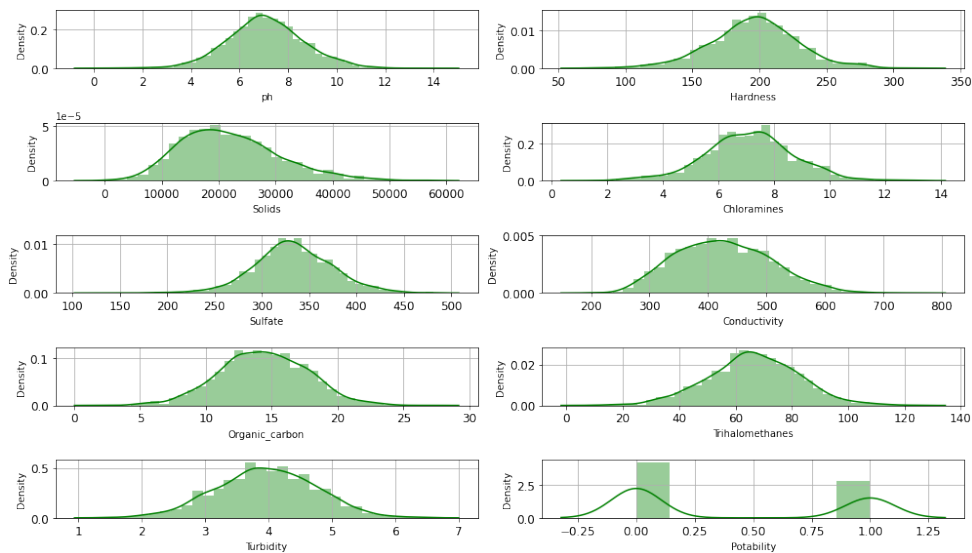 Density 0.2 0.0 0 2 4 6 8 10 12 14
ph
Density 0.01 0.00 50 100 150 200 250 300 350
Hardness
1e−5
Density 5 0 0 10000 20000 30000 40000 50000 60000
Solids
Density 0.2 0.0 0 2 4 6 8 10 12 14
Chloramines
Density 0.01 0.00 100 150 200 250 300 350 400 450 500
Sulfate
Density 0.005 0.000 200 300 400 500 600 700 800
Conductivity
Density 0.1 0.0 0 5 10 15 20 25 30
Organic_carbon
Density 0.02 0.00 0 20 40 60 80 100 120 140
Trihalomethanes
Density 0.5 0.0 1 2 3 4 5 6 7
Turbidity
Density 2.5 0.0 −0.25 0.00 0.25 0.50 0.75 1.00 1.25
Potability